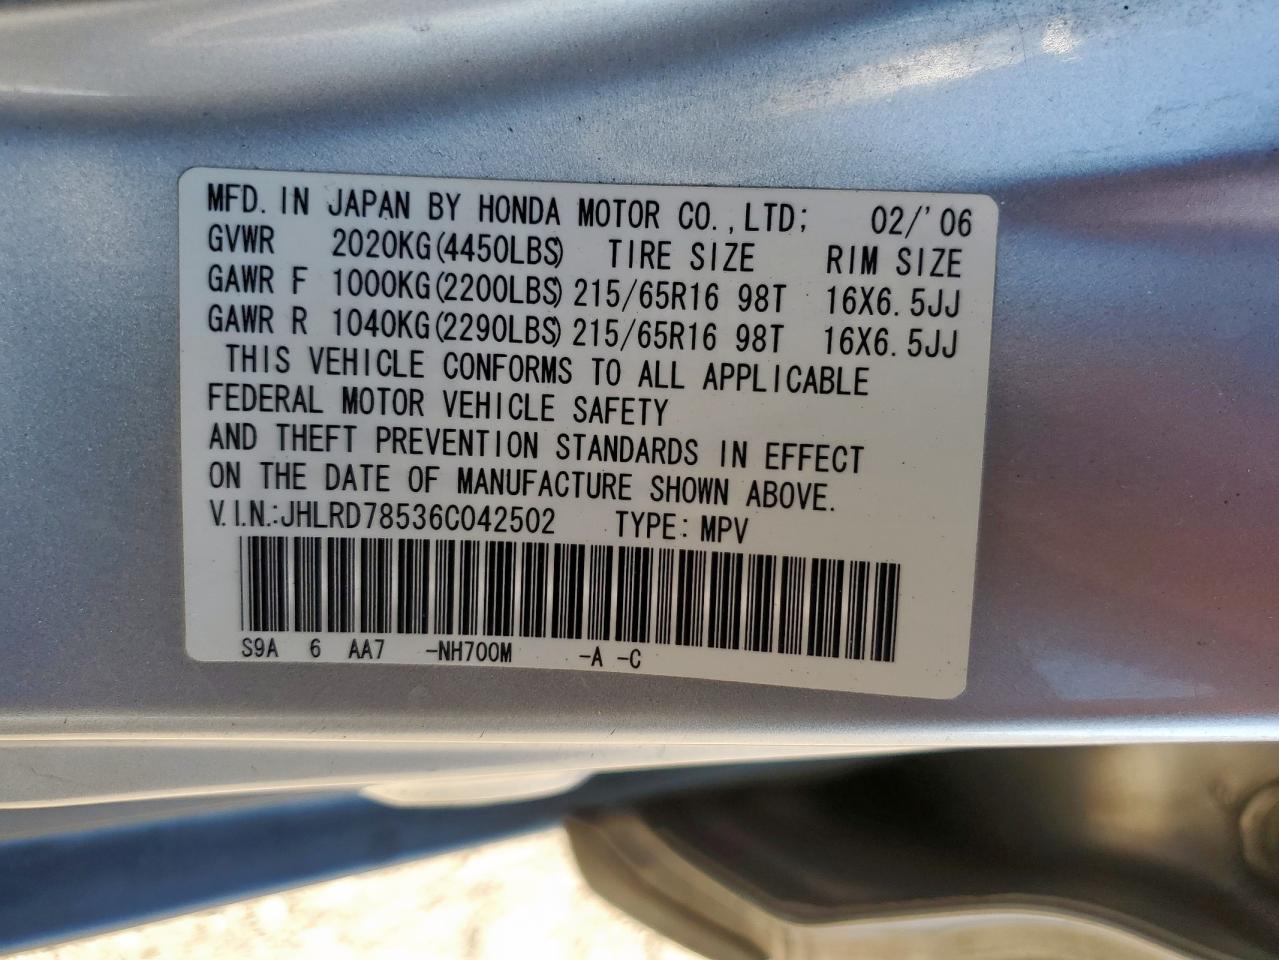 MFD. IN JAPAN BY HONDA MOTOR CO.,LTD; 02/'06
GVWR 2020KG(4450LBS) TIRE SIZE RIM SIZE
GAWR F 1000KG(2200LBS) 215/65R16 98T 16X6.5JJ
GAWR R 1040KG(2290LBS) 215/65R16 98T 16X6.5JJ
THIS VEHICLE CONFORMS TO ALL APPLICABLE
FEDERAL MOTOR VEHICLE SAFETY
AND THEFT PREVENTION STANDARDS IN EFFECT
ON THE DATE OF MANUFACTURE SHOWN ABOVE.
V.I.N.:JHLRD78536C042502 TYPE: MPV
S9A 6 AA7 -NH700M -A -C